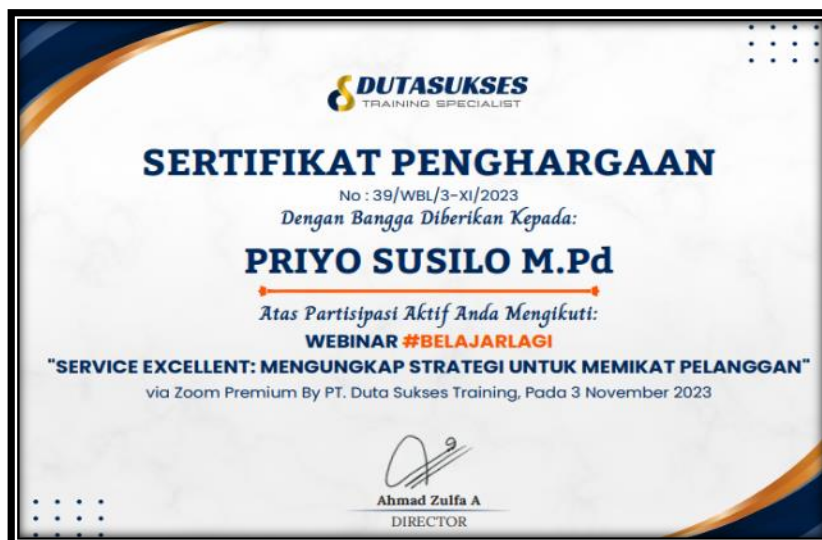 DUTASUKSES
TRAINING SPECIALIST
SERTIFIKAT PENGHARGAAN
No : 39/WBL/3-XI/2023
Dengan Bangga Diberikan Kepada:
PRIYO SUSILO M.Pd
Atas Partisipasi Aktif Anda Mengikuti:
WEBINAR #BELAJARLAGI
"SERVICE EXCELLENT: MENGUNGKAP STRATEGI UNTUK MEMIKAT PELANGGAN"
via Zoom Premium By PT. Duta Sukses Training, Pada 3 November 2023
Ahmad Zulfa A
DIRECTOR